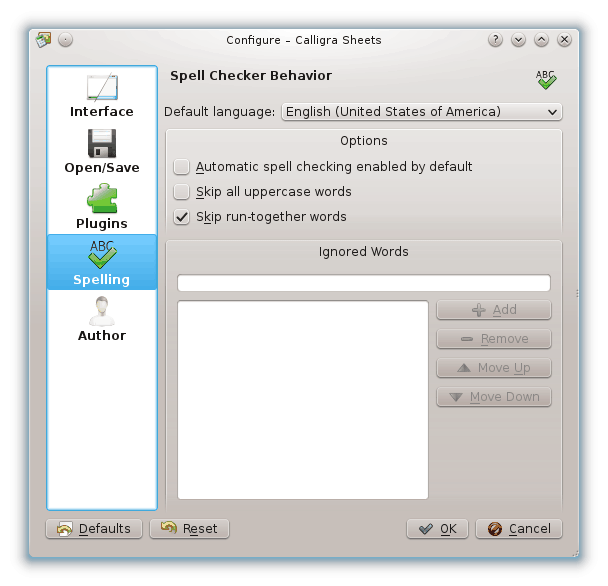 Configure – Calligra Sheets
Interface
Open/Save
Plugins
ABC
Spelling
Author
Spell Checker Behavior
ABC
Default language: English (United States of America)
Options
Automatic spell checking enabled by default
Skip all uppercase words
Skip run-together words
Ignored Words
Add
Remove
Move Up
Move Down
Defaults
Reset
OK
Cancel